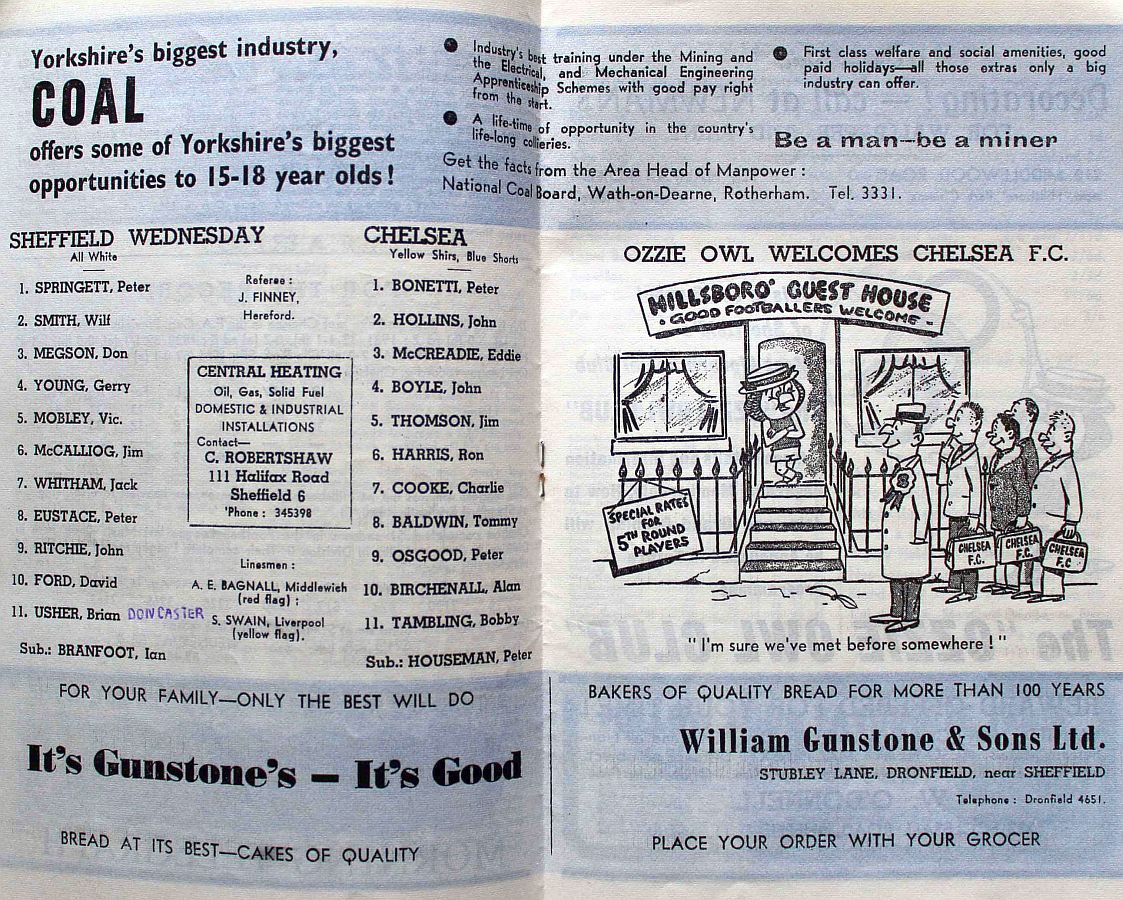 Yorkshire's biggest industry,
COAL
offers some of Yorkshire's biggest
opportunities to 15-18 year olds!
Industry's best training under the Mining and
the Electrical, and Mechanical Engineering
Apprenticeship Schemes with good pay right
from the start.
A life-time of opportunity in the country's
life-long collieries.
First class welfare and social amenities, good
paid holidays—all those extras only a big
industry can offer.
Be a man—be a miner
Get the facts from the Area Head of Manpower :
National Coal Board, Wath-on-Dearne, Rotherham. Tel. 3331.
SHEFFIELD WEDNESDAY
All White
1. SPRINGETT, Peter
2. SMITH, Wilf
3. MEGSON, Don
4. YOUNG, Gerry
5. MOBLEY, Vic.
6. McCALLIOG, Jim
7. WHITHAM, Jack
8. EUSTACE, Peter
9. RITCHIE, John
10. FORD, David
11. USHER, Brian DONCASTER
Sub.: BRANFOOT, Ian
Referee :
J. FINNEY,
Hereford.
CENTRAL HEATING
Oil, Gas, Solid Fuel
DOMESTIC & INDUSTRIAL
INSTALLATIONS
Contact—
C. ROBERTSHAW
111 Halifax Road
Sheffield 6
'Phone : 345398
Linesmen :
A. E. BAGNALL, Middlewich
(red flag) :
S. SWAIN, Liverpool
(yellow flag).
CHELSEA
Yellow Shirs, Blue Shorts
1. BONETTI, Peter
2. HOLLINS, John
3. McCREADIE, Eddie
4. BOYLE, John
5. THOMSON, Jim
6. HARRIS, Ron
7. COOKE, Charlie
8. BALDWIN, Tommy
9. OSGOOD, Peter
10. BIRCHENALL, Alan
11. TAMBLING, Bobby
Sub.: HOUSEMAN, Peter
OZZIE OWL WELCOMES CHELSEA F.C.
HILLSBORO' GUEST HOUSE
· GOOD FOOTBALLERS WELCOME -
SPECIAL RATES
FOR
5TH ROUND
PLAYERS
CHELSEA
F.C.
CHELSEA
F.C.
CHELSEA
F.C
" I'm sure we've met before somewhere ! "
FOR YOUR FAMILY—ONLY THE BEST WILL DO
It's Gunstone's — It's Good
BREAD AT ITS BEST—CAKES OF QUALITY
BAKERS OF QUALITY BREAD FOR MORE THAN 100 YEARS
William Gunstone & Sons Ltd.
STUBLEY LANE, DRONFIELD, near SHEFFIELD
Telephone : Dronfield 4651.
PLACE YOUR ORDER WITH YOUR GROCER